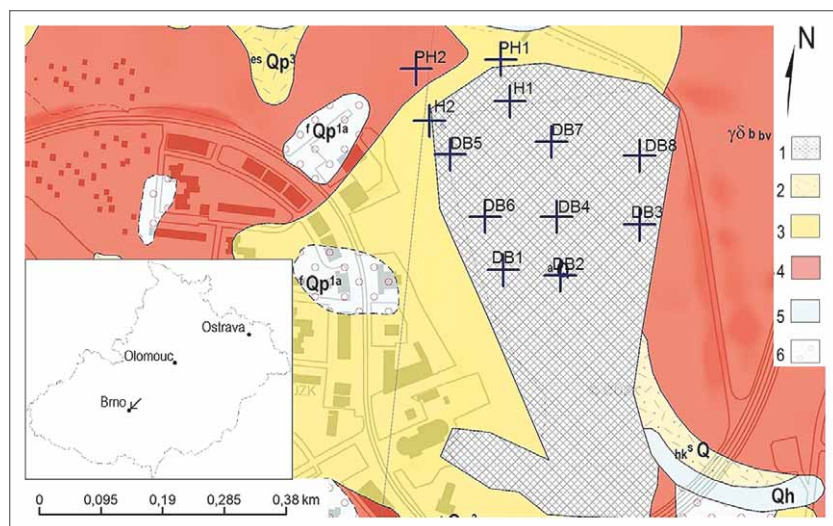 es Qp3
PH2
PH1
N
H1
H2
f Qp1a
DB7
DB5
DB8
γδ b bv
1
2
DB6
DB4
DB3
3
4
DB1
DB2
f Qp1a
5
Ostrava
6
Olomouc
Brno
hk s Q
Qh
0 0,095 0,19 0,285 0,38 km